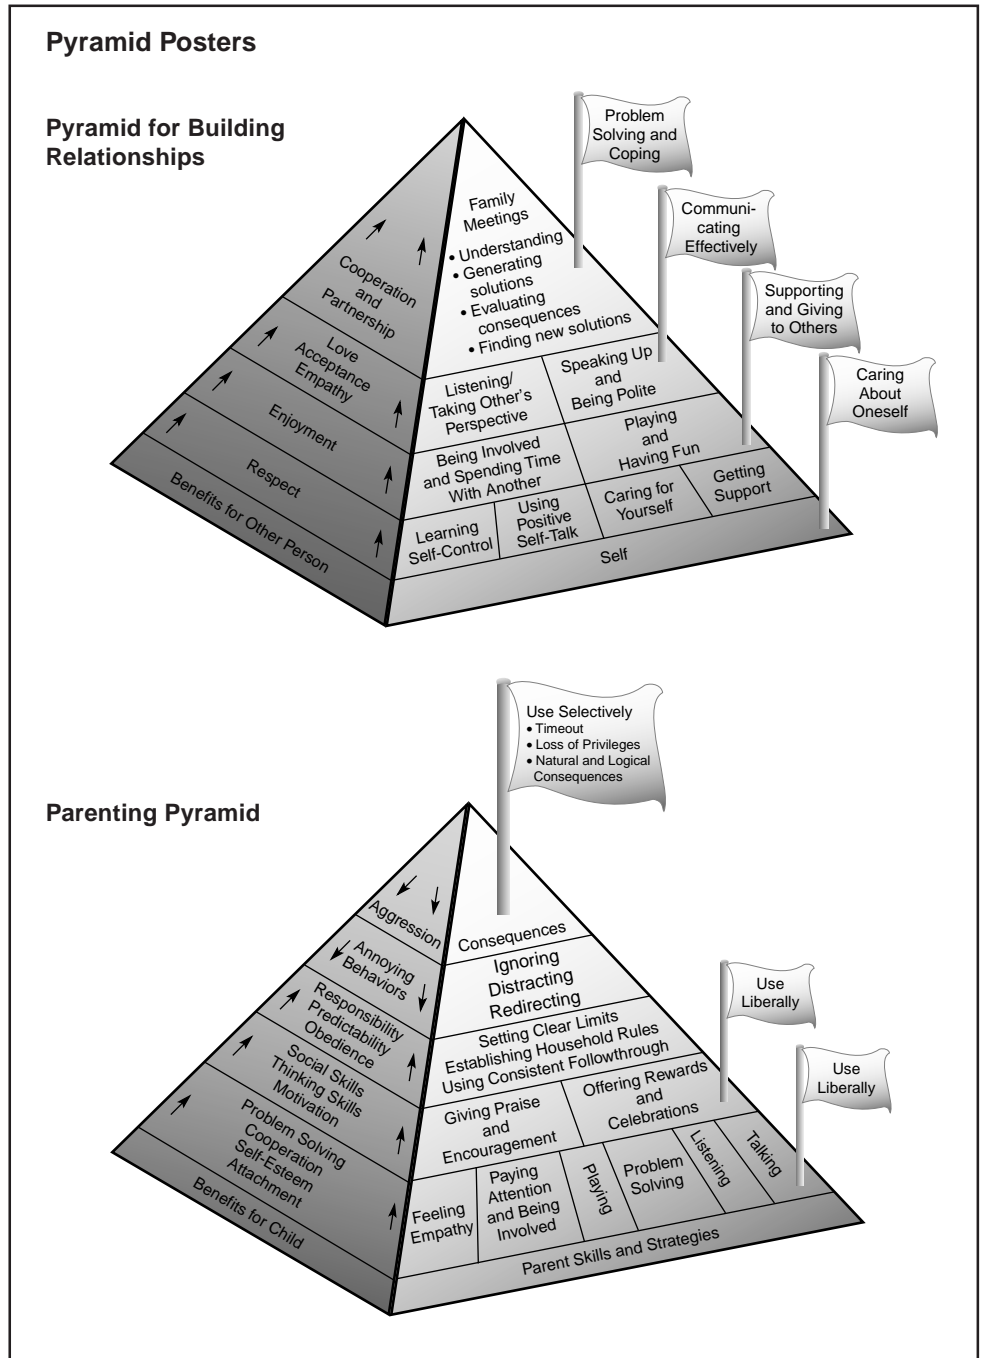 Pyramid Posters
Pyramid for Building
Relationships
Problem
Solving and
Coping
Communi-
cating
Effectively
Supporting
and Giving
to Others
Caring
About
Oneself
Cooperation
and
Partnership
Love
Acceptance
Empathy
Enjoyment
Respect
Benefits for Other Person
Family
Meetings
• Understanding
• Generating
solutions
• Evaluating
consequences
• Finding new solutions
Listening/
Taking Other's
Perspective
Speaking Up
and
Being Polite
Being Involved
and Spending Time
With Another
Playing
and
Having Fun
Learning
Self-Control
Using
Positive
Self-Talk
Caring for
Yourself
Getting
Support
Self
Parenting Pyramid
Use Selectively
• Timeout
• Loss of Privileges
• Natural and Logical
Consequences
Use
Liberally
Use
Liberally
Aggression
Annoying
Behaviors
Responsibility
Predictability
Obedience
Social Skills
Thinking Skills
Motivation
Problem Solving
Cooperation
Self-Esteem
Attachment
Benefits for Child
Consequences
Ignoring
Distracting
Redirecting
Setting Clear Limits
Establishing Household Rules
Using Consistent Followthrough
Giving Praise
and
Encouragement
Offering Rewards
and
Celebrations
Feeling
Empathy
Paying
Attention
and Being
Involved
Playing
Problem
Solving
Listening
Talking
Parent Skills and Strategies